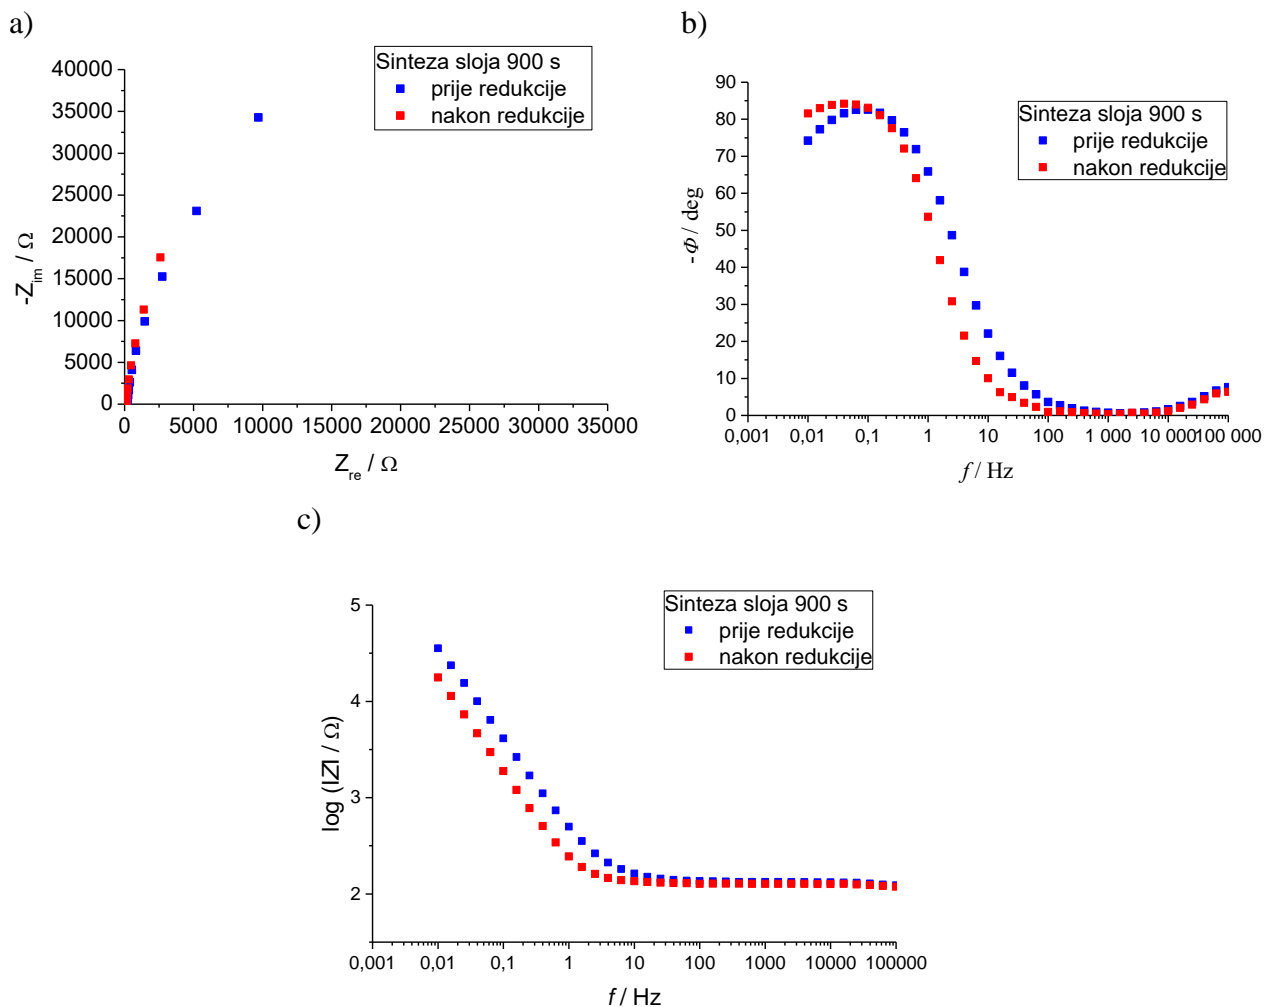 a)
Sinteza sloja 900 s
prije redukcije
nakon redukcije
40000
35000
30000
25000
20000
15000
10000
5000
0
-Z_im / Ω
0 5000 10000 15000 20000 25000 30000 35000
Z_re / Ω
b)
Sinteza sloja 900 s
prije redukcije
nakon redukcije
90
80
70
60
50
40
30
20
10
0
-Φ / deg
0,001 0,01 0,1 1 10 100 1 000 10 000 100 000
f / Hz
c)
Sinteza sloja 900 s
prije redukcije
nakon redukcije
5
4
3
2
log (|Z| / Ω)
0,001 0,01 0,1 1 10 100 1000 10000 100000
f / Hz